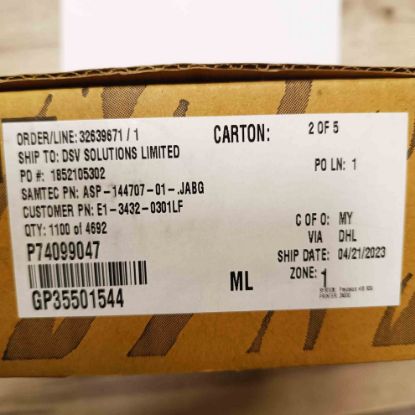 ORDER/LINE: 32639671 / 1 CARTON: 2 OF 5
SHIP TO: DSV SOLUTIONS LIMITED
PO #: 1852105302 PO LN: 1
SAMTEC PN: ASP-144707-01-.JABG
CUSTOMER PN: E1-3432-0301LF
QTY: 1100 of 4692 C OF O: MY
P74099047 VIA DHL
SHIP DATE: 04/21/2023
ML ZONE: 1
GP35501544